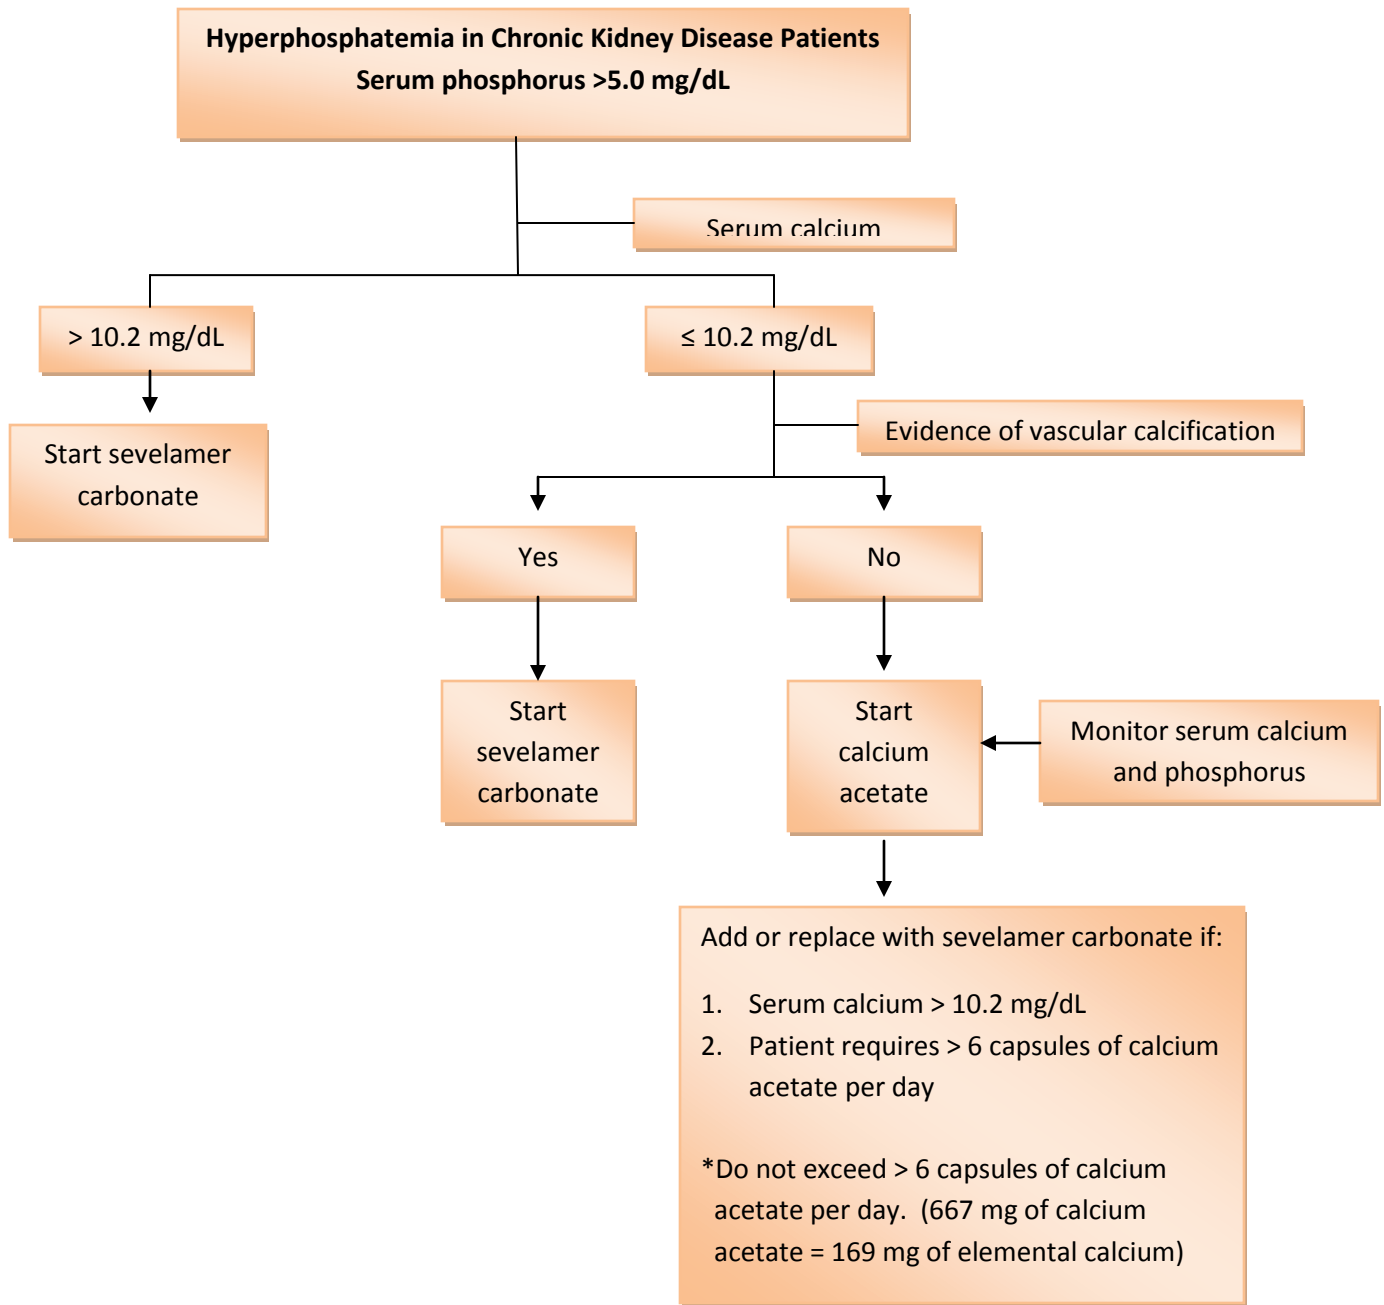 Hyperphosphatemia in Chronic Kidney Disease Patients
Serum phosphorus >5.0 mg/dL
Serum calcium
> 10.2 mg/dL
≤ 10.2 mg/dL
Start sevelamer
carbonate
Evidence of vascular calcification
Yes
No
Start
sevelamer
carbonate
Start
calcium
acetate
Monitor serum calcium
and phosphorus
Add or replace with sevelamer carbonate if:
1. Serum calcium > 10.2 mg/dL
2. Patient requires > 6 capsules of calcium
acetate per day
*Do not exceed > 6 capsules of calcium
acetate per day. (667 mg of calcium
acetate = 169 mg of elemental calcium)